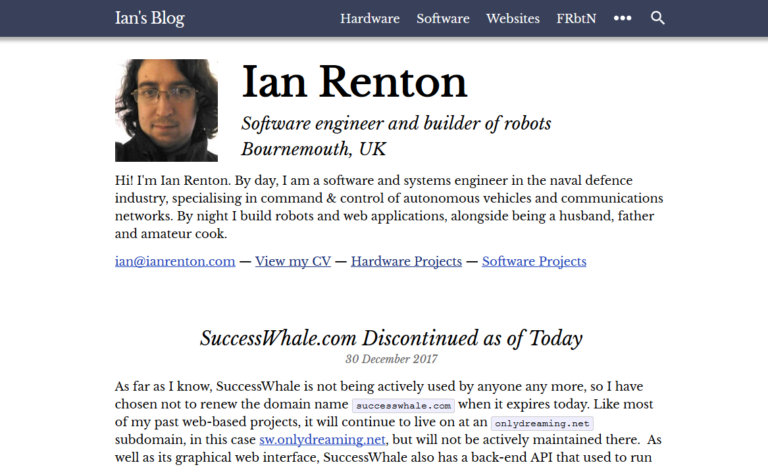 Ian's Blog
Hardware Software Websites FRbtN •••
Ian Renton
Software engineer and builder of robots
Bournemouth, UK
Hi! I'm Ian Renton. By day, I am a software and systems engineer in the naval defence
industry, specialising in command & control of autonomous vehicles and communications
networks. By night I build robots and web applications, alongside being a husband, father
and amateur cook.
ian@ianrenton.com — View my CV — Hardware Projects — Software Projects
SuccessWhale.com Discontinued as of Today
30 December 2017
As far as I know, SuccessWhale is not being actively used by anyone any more, so I have
chosen not to renew the domain name successwhale.com when it expires today. Like most
of my past web-based projects, it will continue to live on at an onlydreaming.net
subdomain, in this case sw.onlydreaming.net, but will not be actively maintained there. As
well as its graphical web interface, SuccessWhale also has a back-end API that used to run